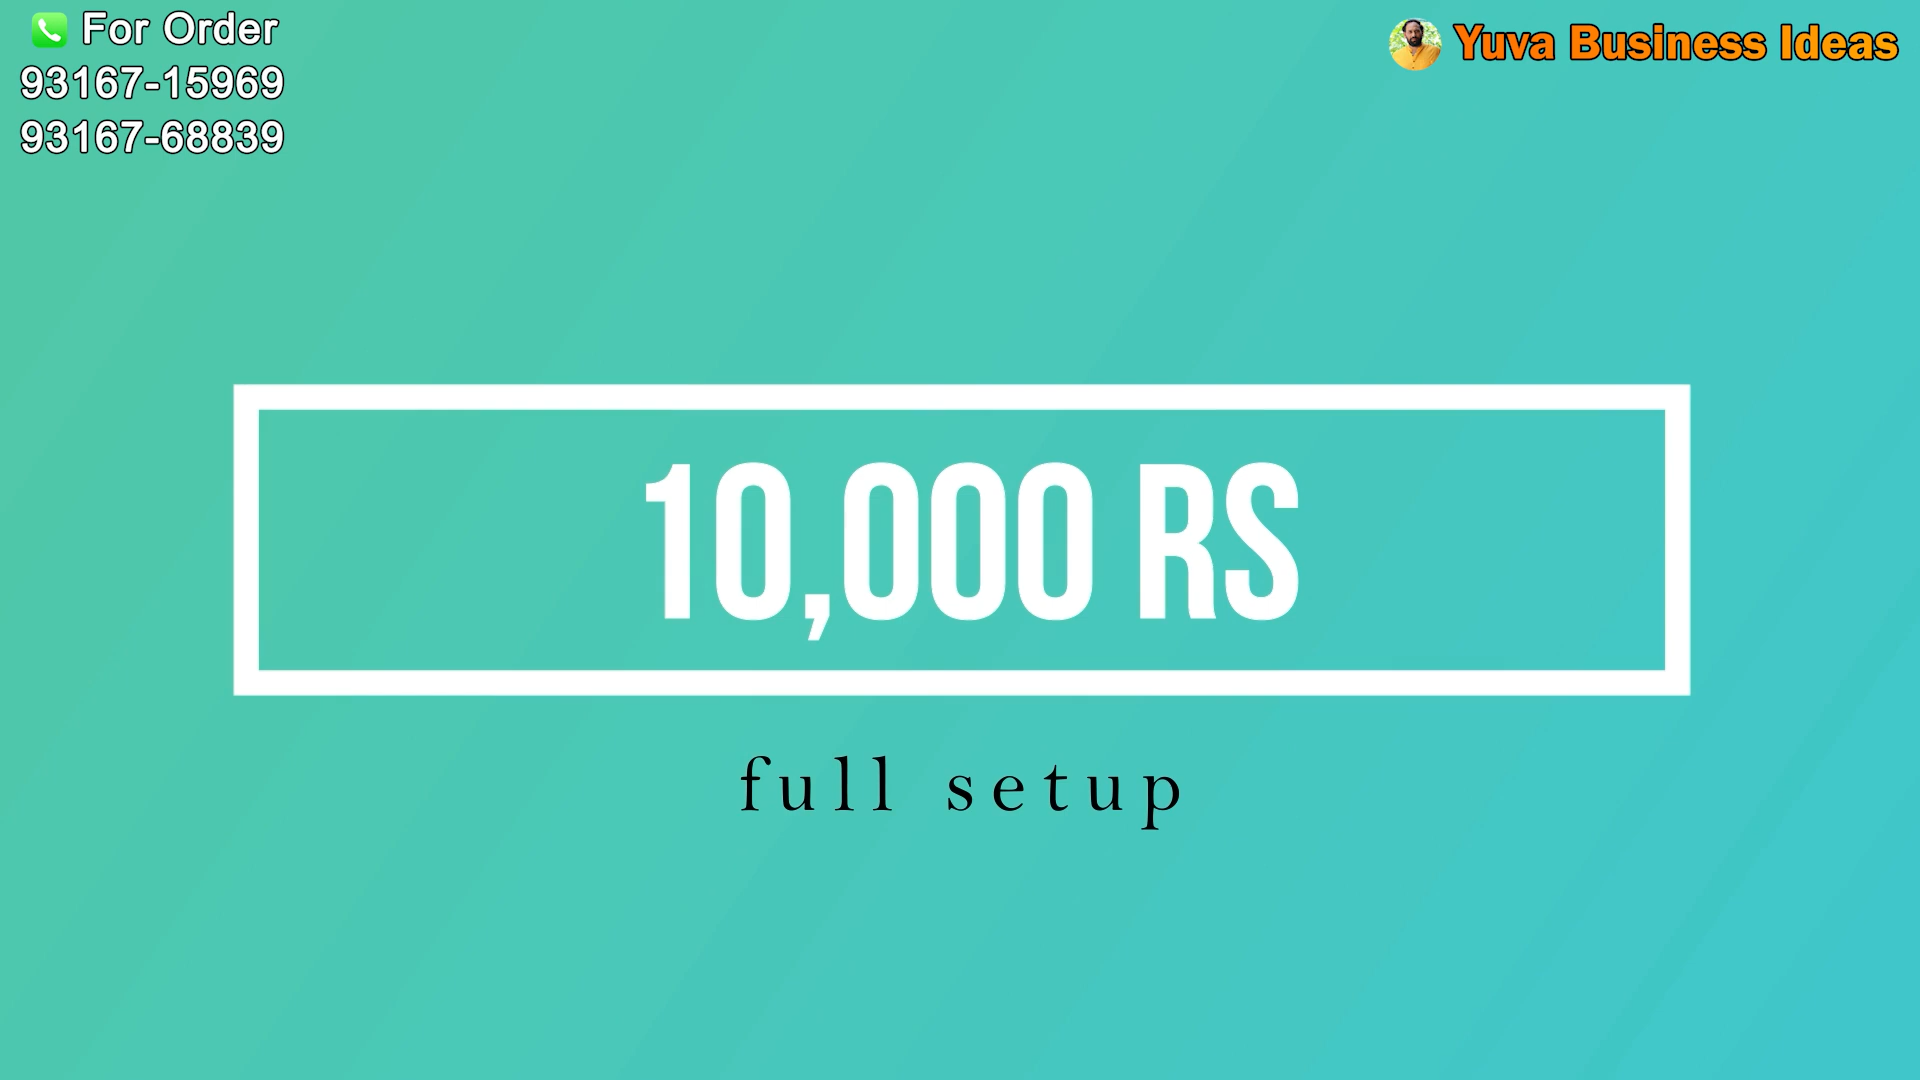 For Order
93167-15969
93167-68839
Yuva Business Ideas
10,000 RS
full setup